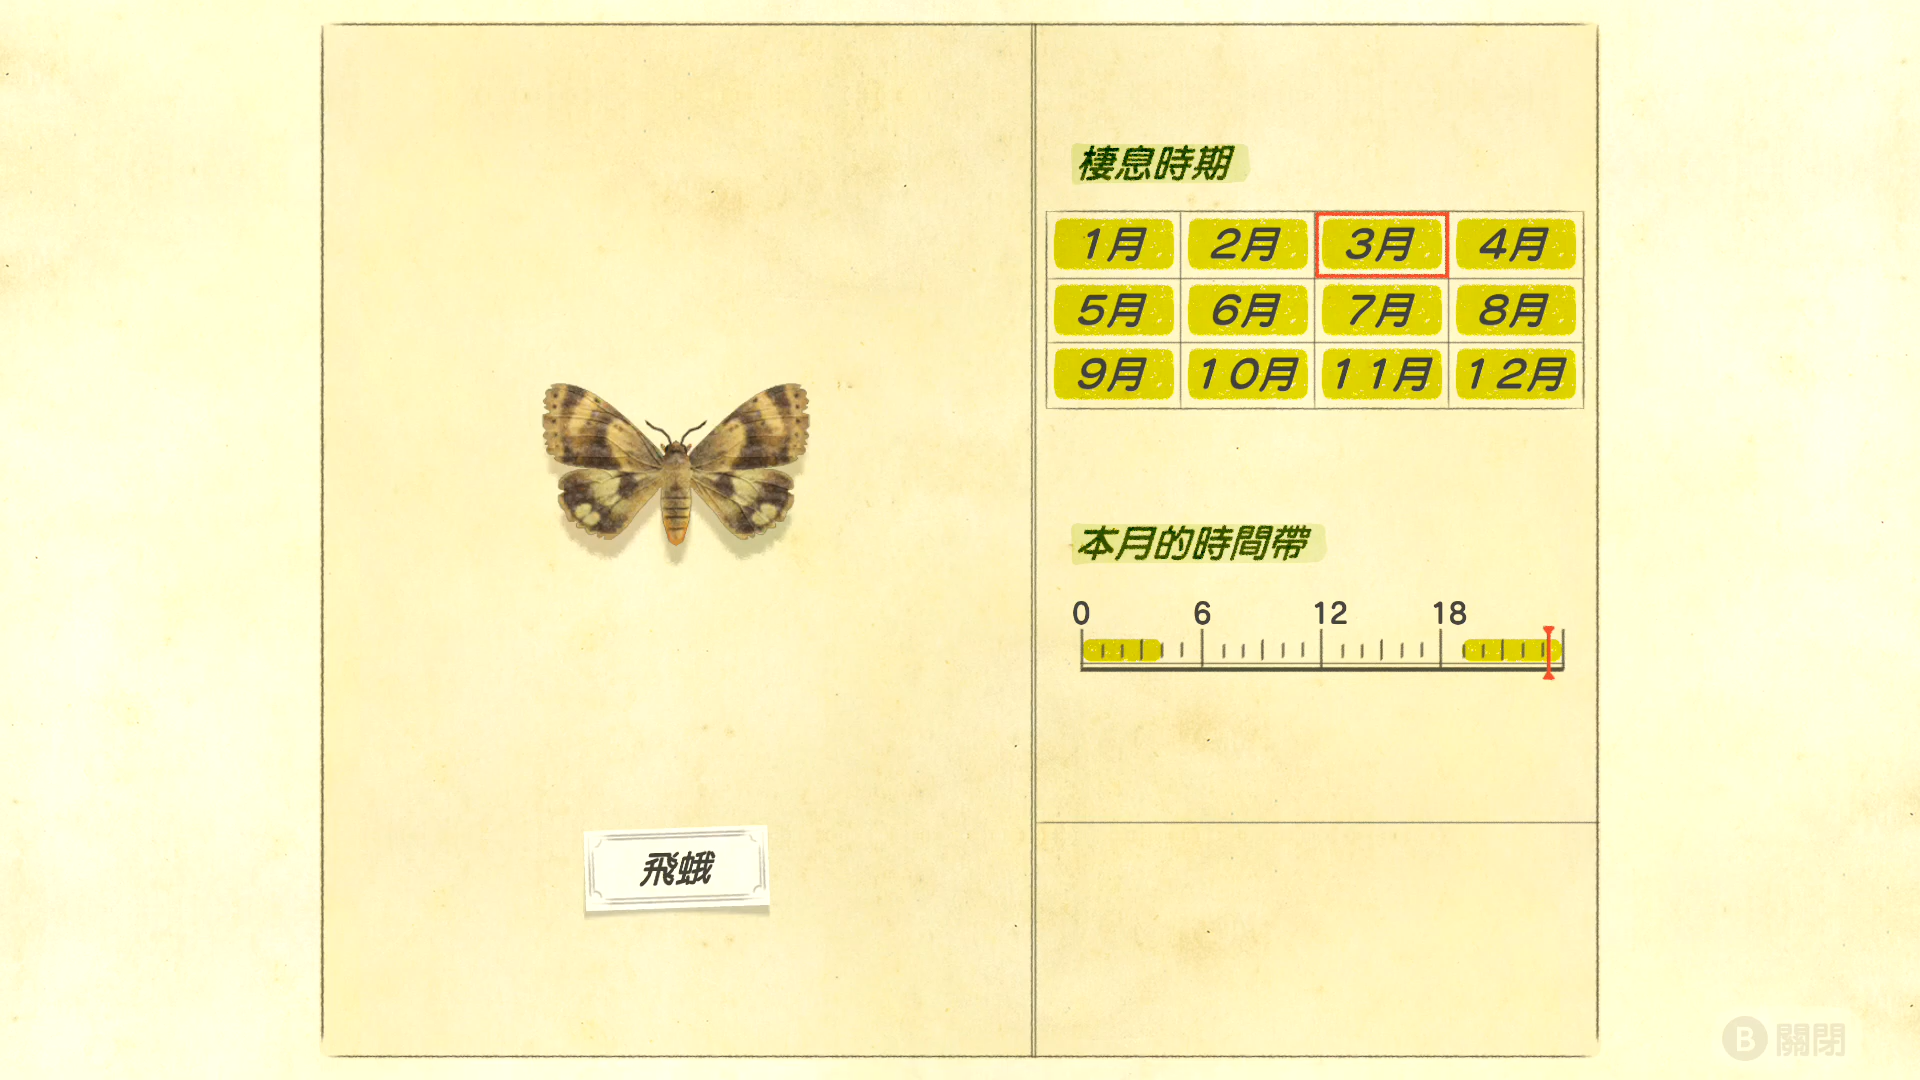 棲息時期
1月 2月 3月 4月
5月 6月 7月 8月
9月 10月 11月 12月
本月的時間帶
0 6 12 18
飛蛾
B 關閉